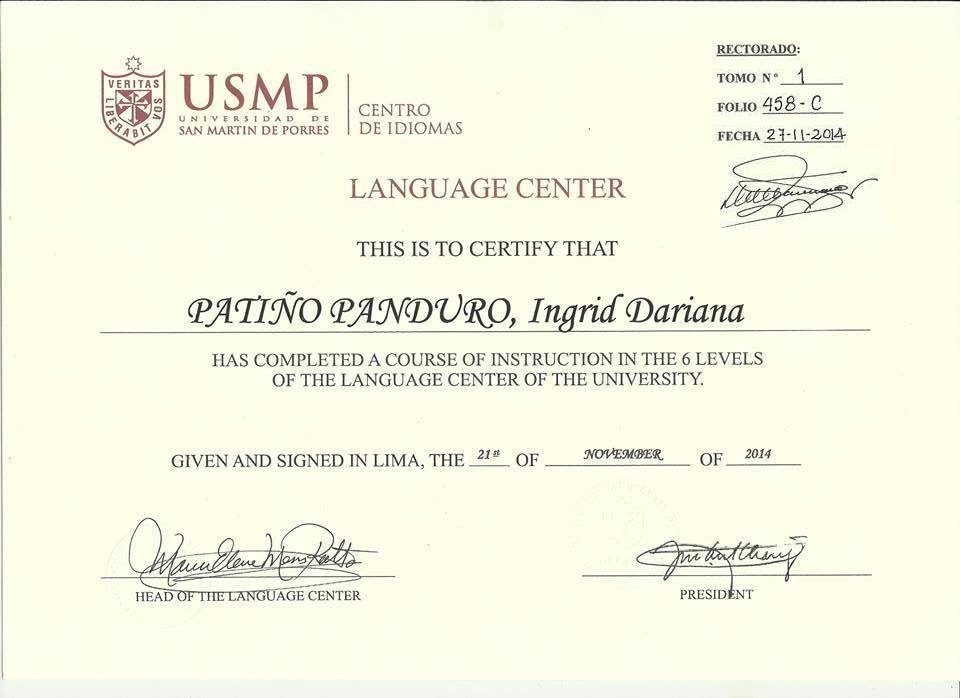 VERITAS
LIBERABIT VOS
USMP
UNIVERSIDAD DE
SAN MARTIN DE PORRES
CENTRO
DE IDIOMAS
RECTORADO:
TOMO Nº 1
FOLIO 458-C
FECHA 27-11-2014
LANGUAGE CENTER
THIS IS TO CERTIFY THAT
PATIÑO PANDURO, Ingrid Dariana
HAS COMPLETED A COURSE OF INSTRUCTION IN THE 6 LEVELS
OF THE LANGUAGE CENTER OF THE UNIVERSITY.
GIVEN AND SIGNED IN LIMA, THE 21st OF NOVEMBER OF 2014
HEAD OF THE LANGUAGE CENTER
PRESIDENT